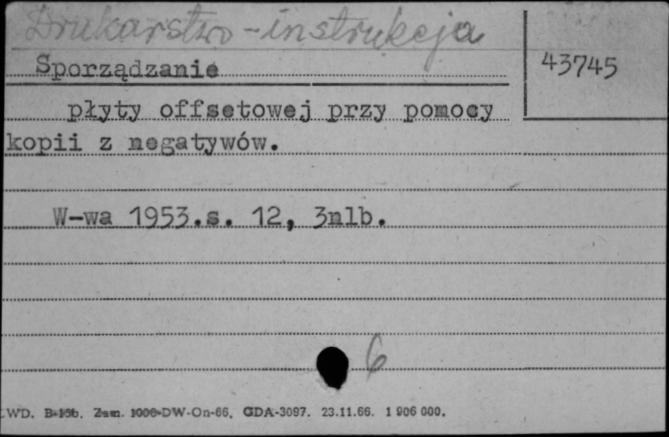 Drukarstwo - instrukcja
Sporządzanie
43745
płyty offsetowej przy pomocy
kopii z negatywów.
W-wa 1953.s. 12, 3nlb.
6
WD. Zam. 1006-DW-On-66. GDA-3097. 23.11.66. 1 906 000.